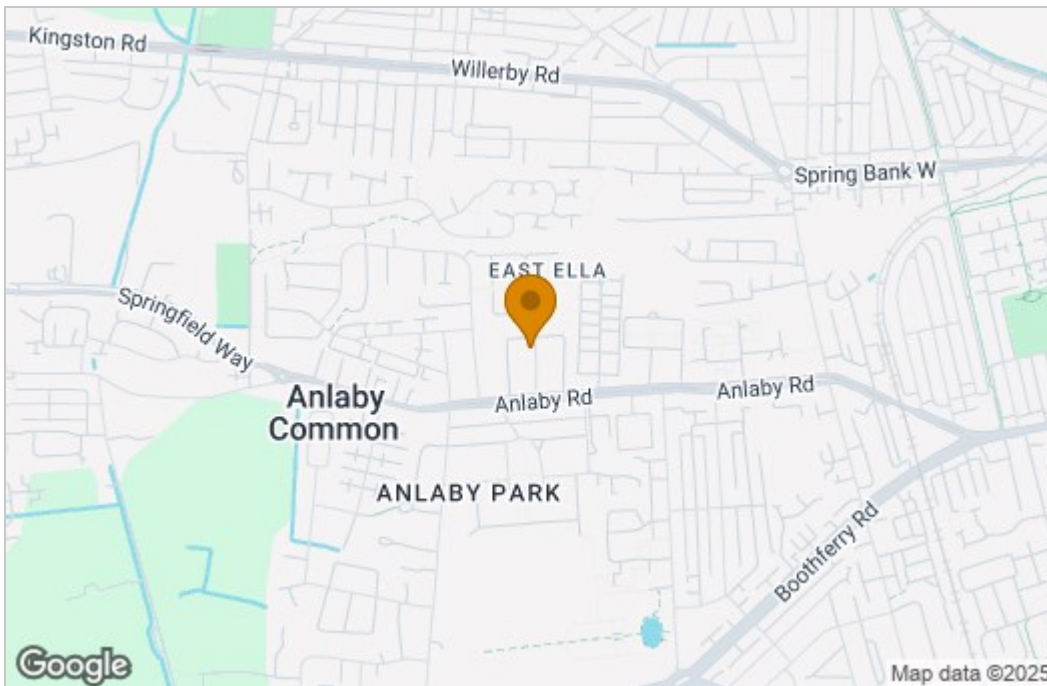 Kingston Rd
Willerby Rd
Spring Bank W
EAST ELLA
Springfield Way
Anlaby Rd
Anlaby Rd
Anlaby
Common
ANLABY PARK
Boothferry Rd
Google
Map data ©2025